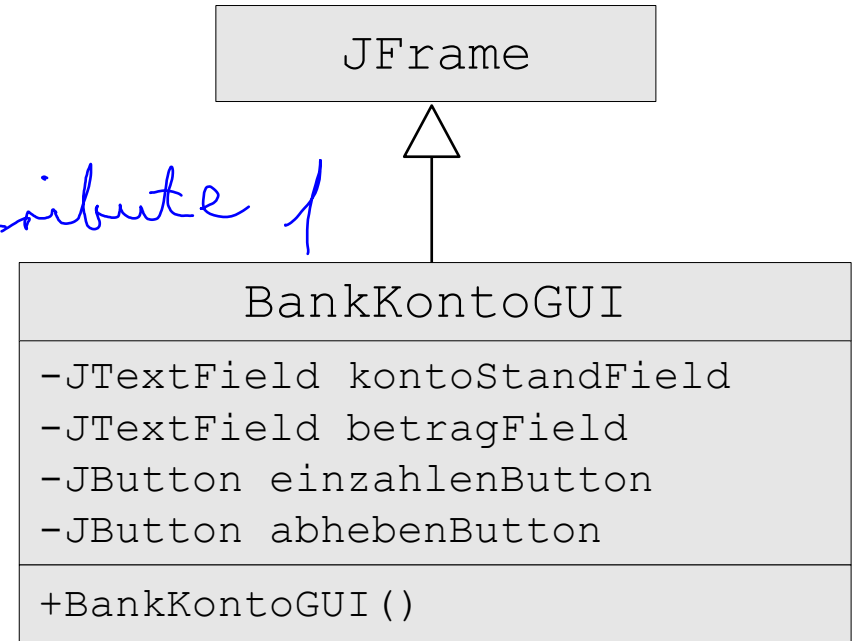 JFrame
BankKontoGUI
-JTextField kontoStandField
-JTextField betragField
-JButton einzahlenButton
-JButton abhebenButton
+BankKontoGUI()